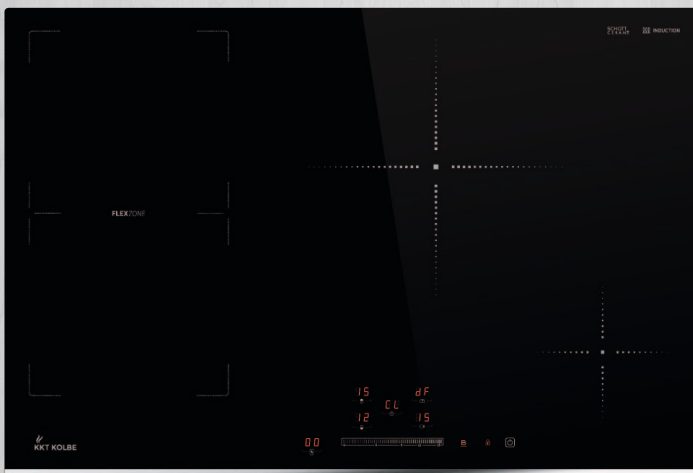 SCHOTT
CERAN®
INDUCTION
FLEXZONE
15
dF
CL
12
15
KKT KOLBE
00